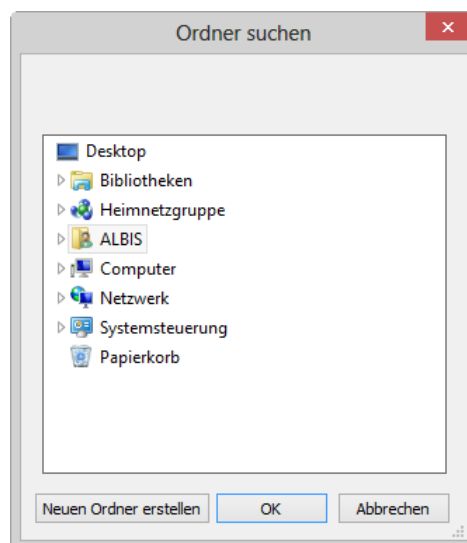 Ordner suchen
Desktop
Bibliotheken
Heimnetzgruppe
ALBIS
Computer
Netzwerk
Systemsteuerung
Papierkorb
Neuen Ordner erstellen OK Abbrechen